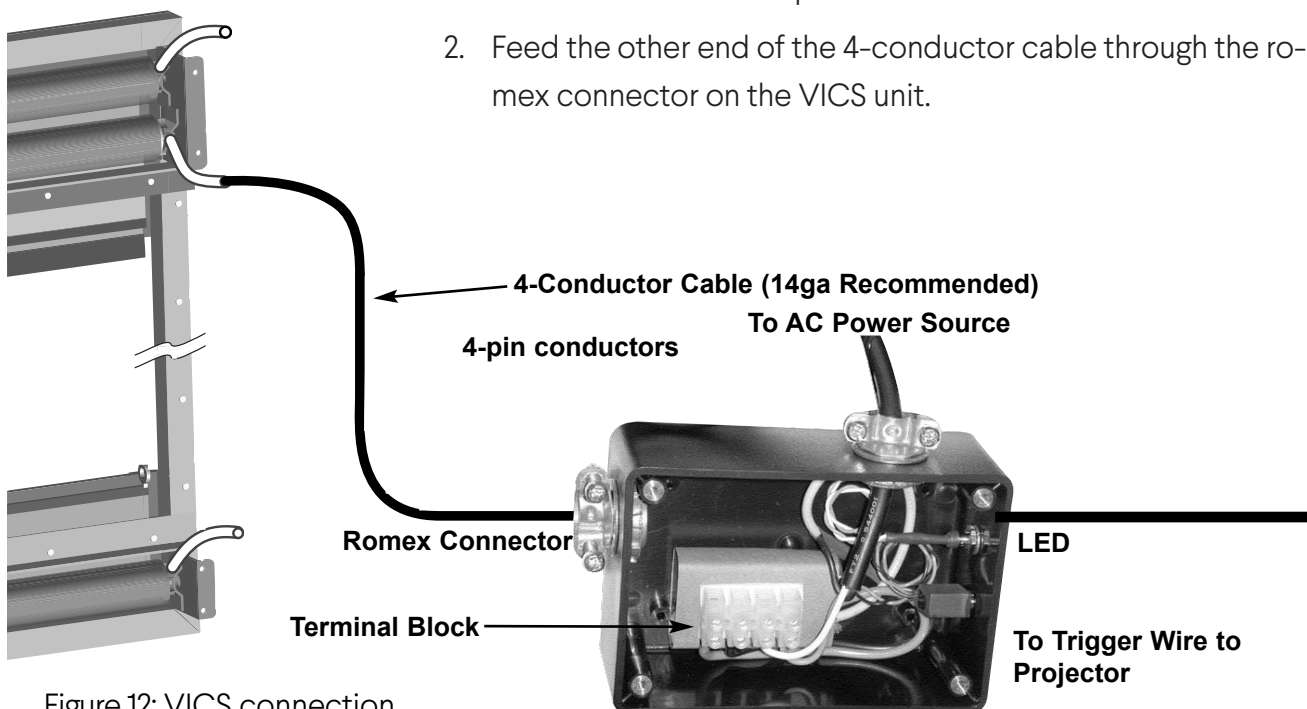 2. Feed the other end of the 4-conductor cable through the ro-
mex connector on the VICS unit.
4-Conductor Cable (14ga Recommended)
To AC Power Source
4-pin conductors
Romex Connector
LED
Terminal Block
To Trigger Wire to
Projector
Figure 12: VICS connection